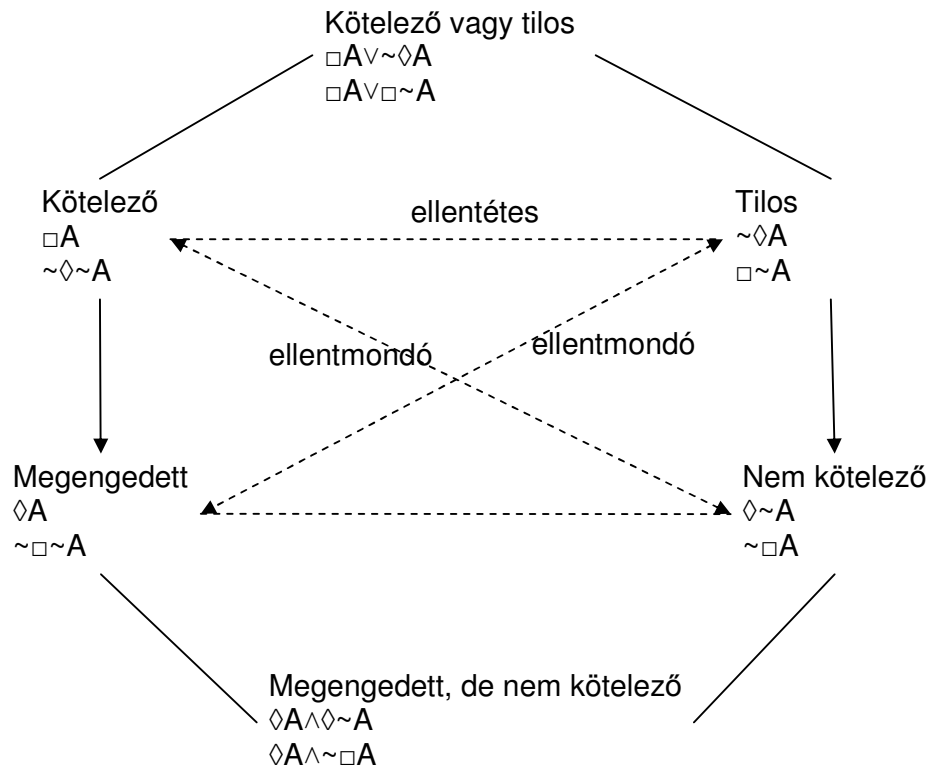 Kötelező vagy tilos
□A∨~◊A
□A∨□~A
Kötelező
□A
~◊~A
ellentétes
Tilos
~◊A
□~A
ellentmondó
ellentmondó
Megengedett
◊A
~□~A
Nem kötelező
◊~A
~□A
Megengedett, de nem kötelező
◊A∧◊~A
◊A∧~□A